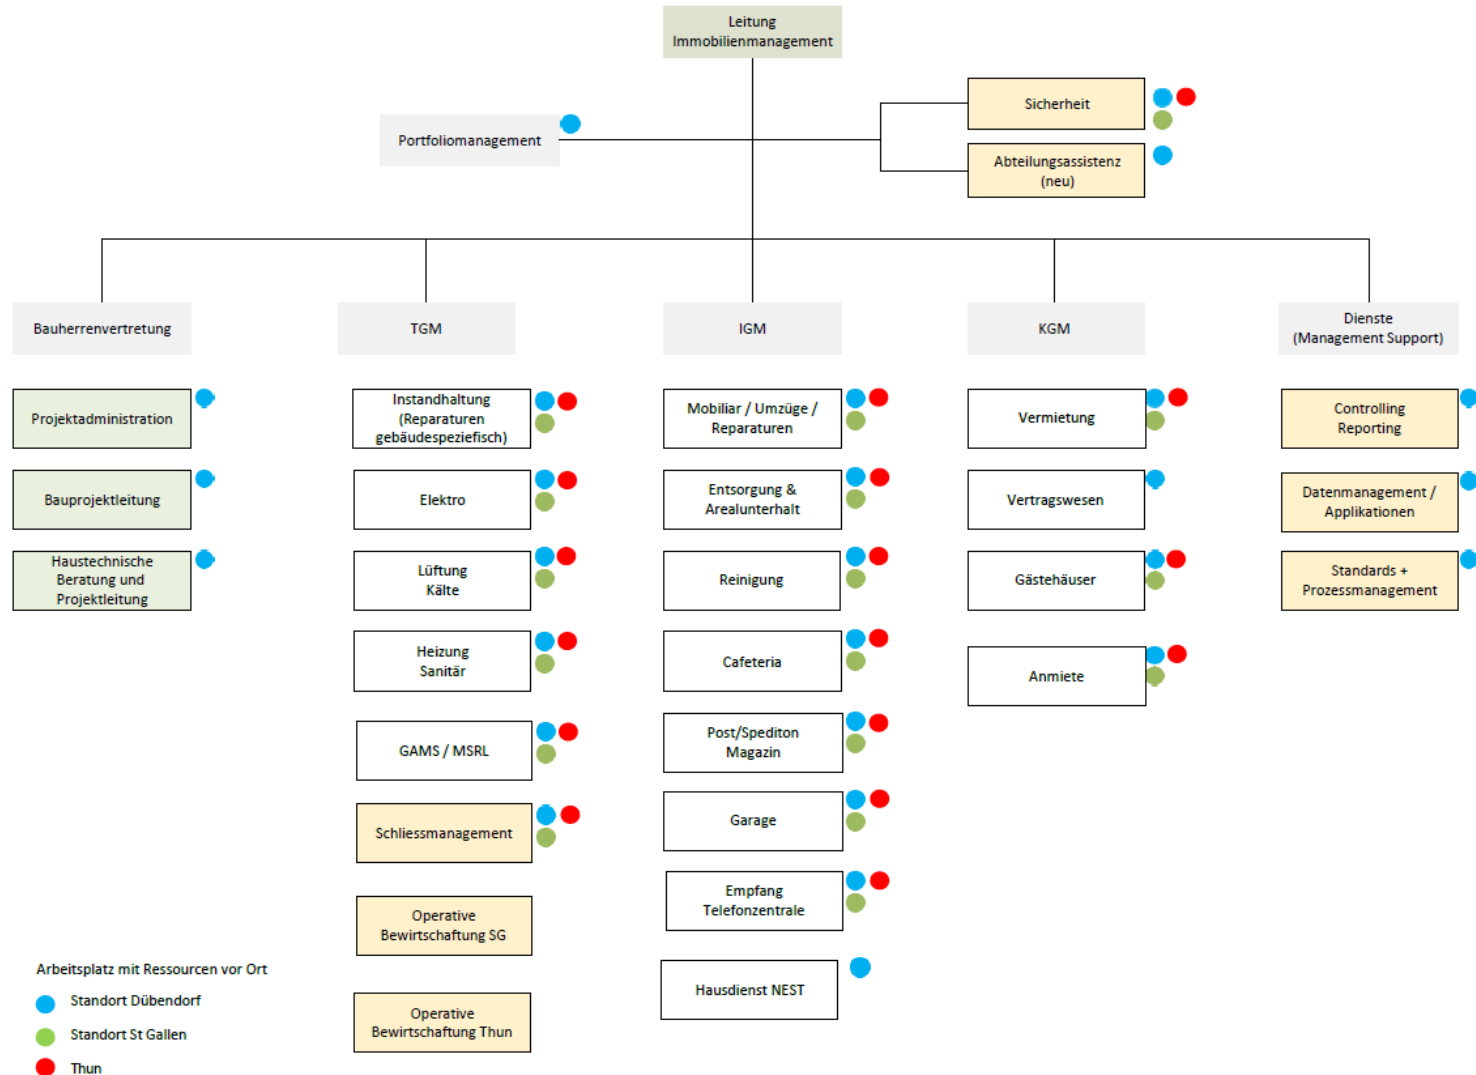 Leitung
Immobilienmanagement
Sicherheit
Portfoliomanagement
Abteilungsassistenz
(neu)
Bauherrenvertretung
TGM
IGM
KGM
Dienste
(Management Support)
Projektadministration
Bauprojektleitung
Haustechnische
Beratung und
Projektleitung
Instandhaltung
(Reparaturen
gebäudespeziefisch)
Elektro
Lüftung
Kälte
Heizung
Sanitär
GAMS / MSRL
Schliessmanagement
Operative
Bewirtschaftung SG
Operative
Bewirtschaftung Thun
Mobiliar / Umzüge /
Reparaturen
Entsorgung &
Arealunterhalt
Reinigung
Cafeteria
Post/Spediton
Magazin
Garage
Empfang
Telefonzentrale
Hausdienst NEST
Vermietung
Vertragswesen
Gästehäuser
Anmiete
Controlling
Reporting
Datenmanagement /
Applikationen
Standards +
Prozessmanagement
Arbeitsplatz mit Ressourcen vor Ort
Standort Dübendorf
Standort St Gallen
Thun